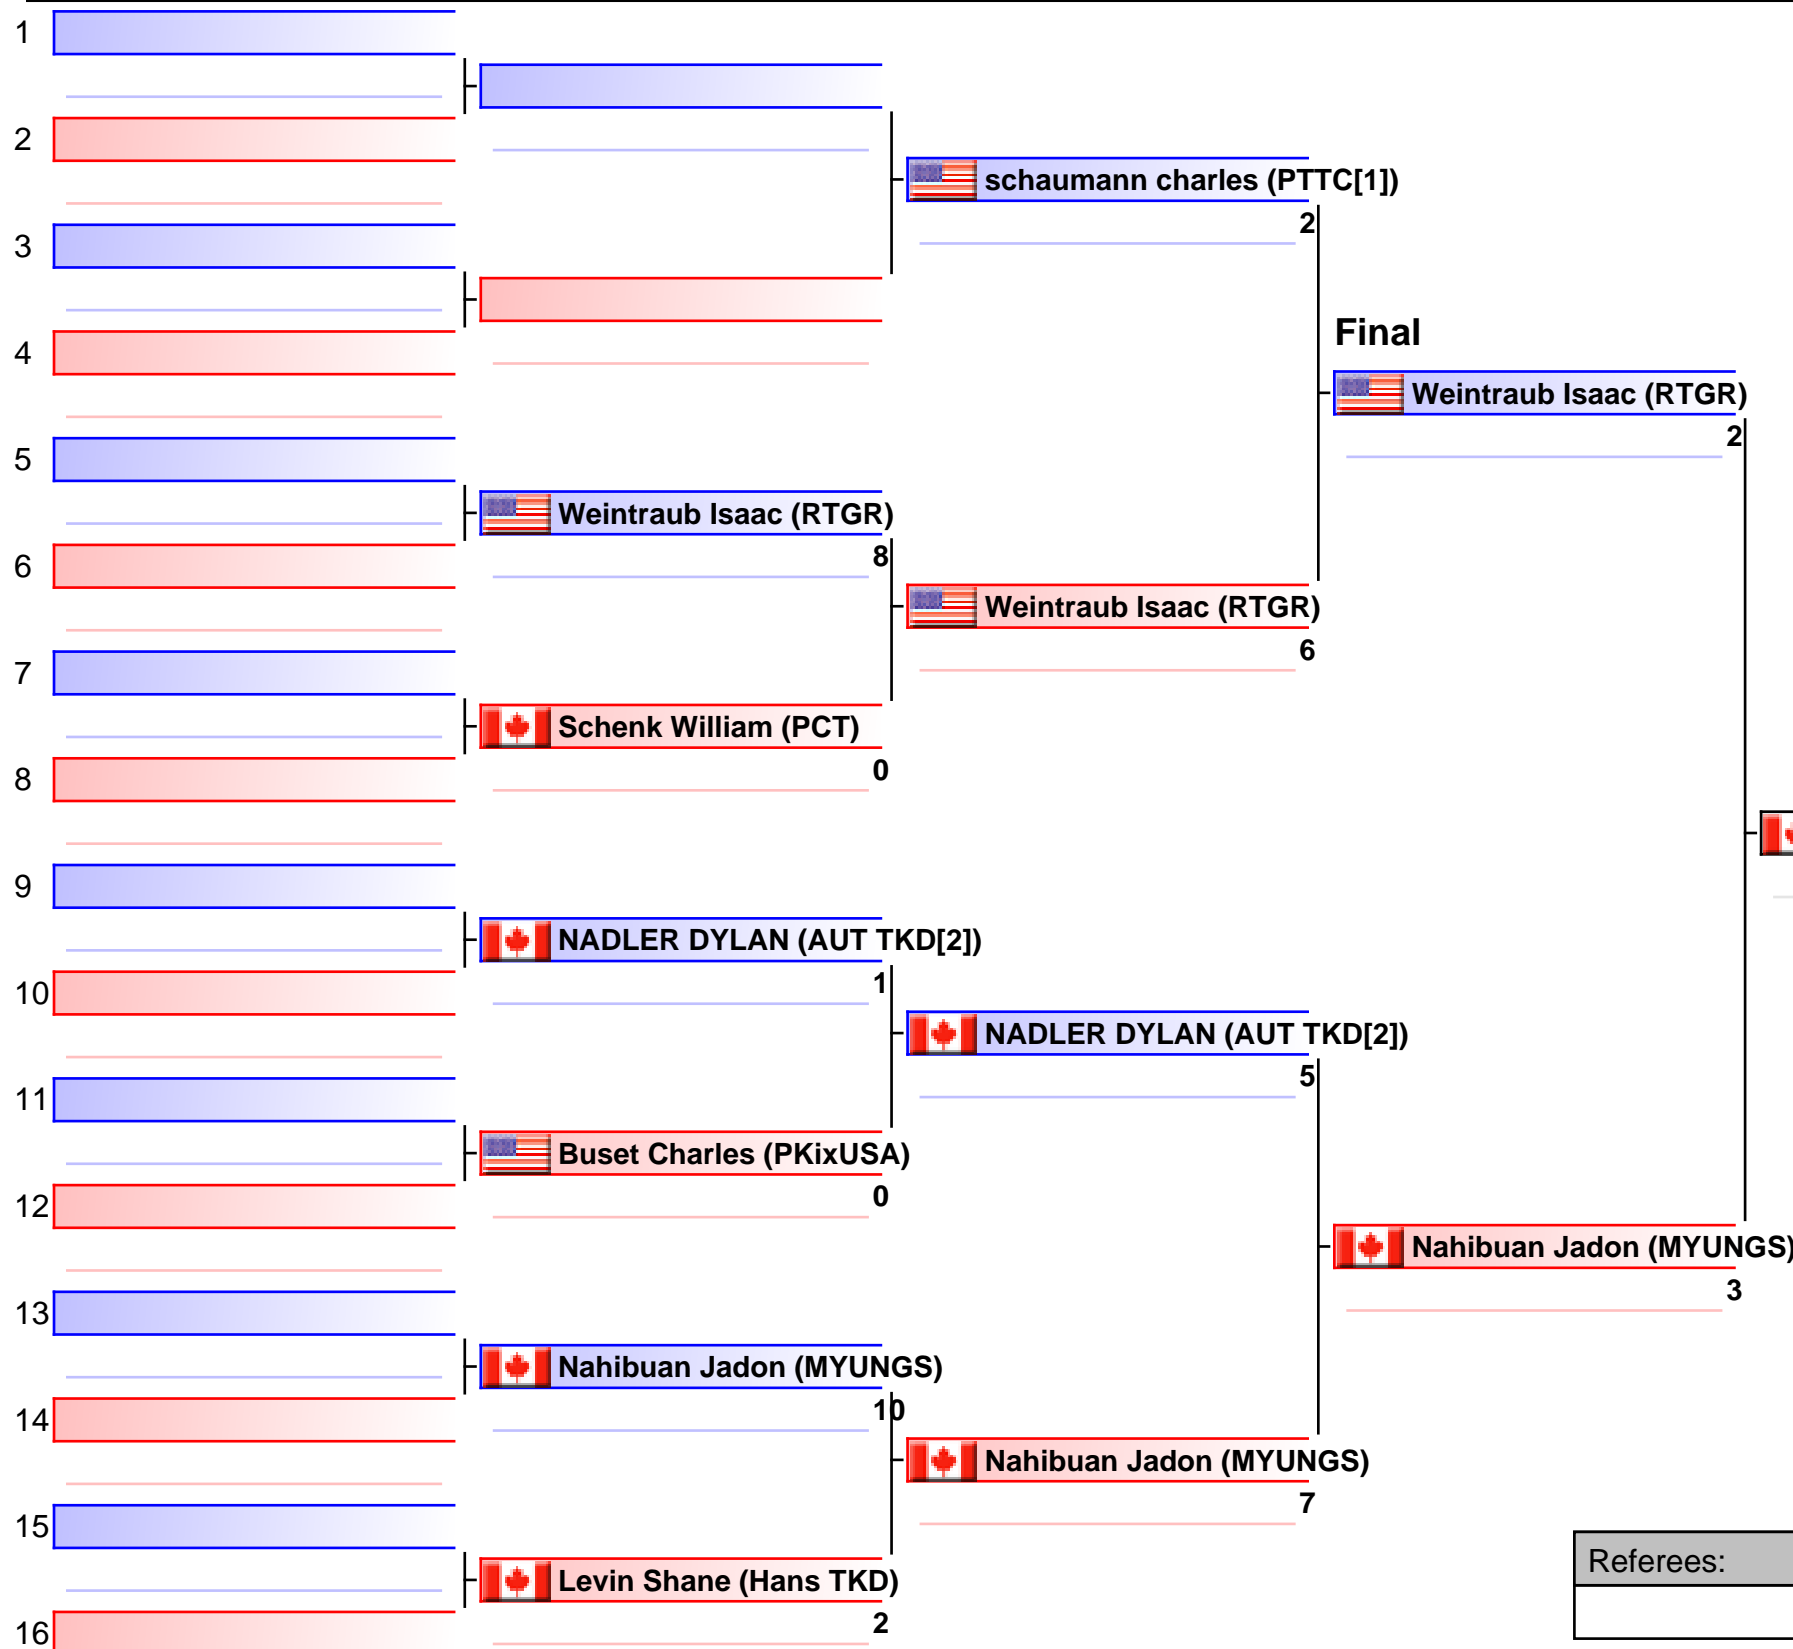 1
2
schaumann charles (PTTC[1])
2
3
Final
4
Weintraub Isaac (RTGR)
2
5
Weintraub Isaac (RTGR)
8
6
Weintraub Isaac (RTGR)
6
7
Schenk William (PCT)
0
8
9
NADLER DYLAN (AUT TKD[2])
1
10
NADLER DYLAN (AUT TKD[2])
5
11
Buset Charles (PKixUSA)
0
12
Nahibuan Jadon (MYUNGS)
3
13
Nahibuan Jadon (MYUNGS)
10
14
Nahibuan Jadon (MYUNGS)
7
15
Referees:
Levin Shane (Hans TKD)
2
16